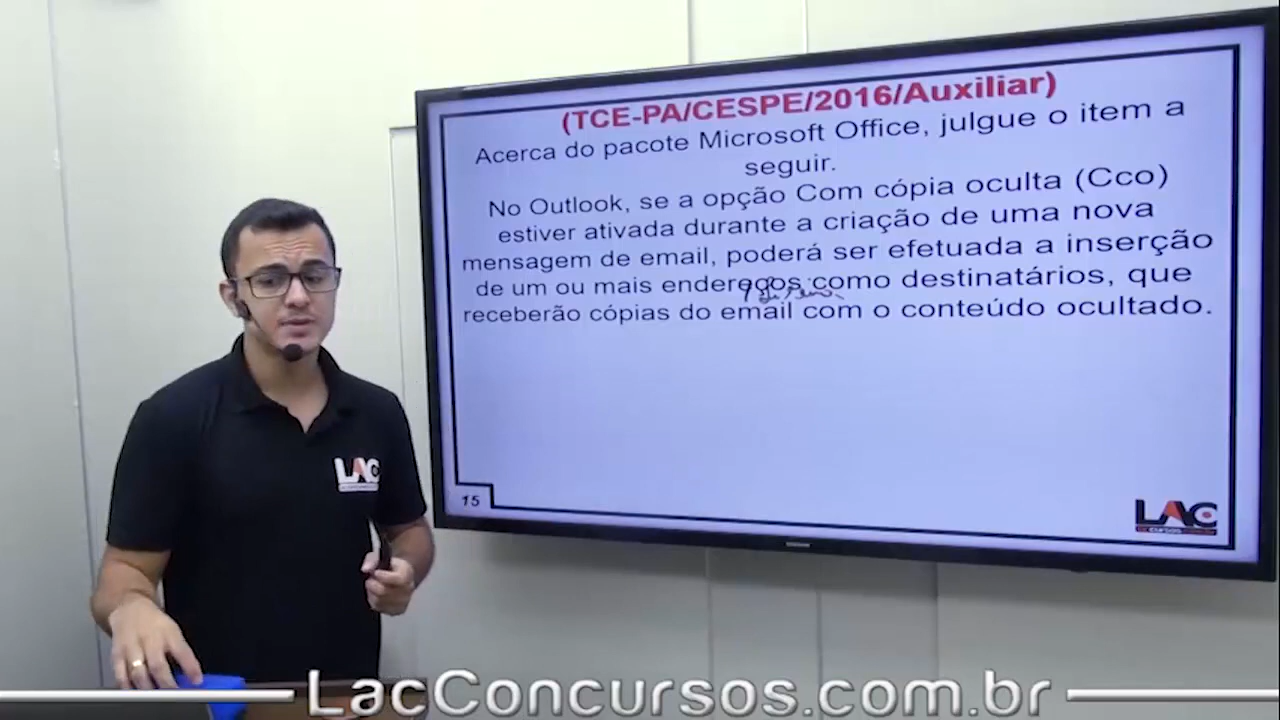 (TCE-PA/CESPE/2016/Auxiliar)
Acerca do pacote Microsoft Office, julgue o item a
seguir.
No Outlook, se a opção Com cópia oculta (Cco)
estiver ativada durante a criação de uma nova
mensagem de email, poderá ser efetuada a inserção
de um ou mais endereços como destinatários, que
receberão cópias do email com o conteúdo ocultado.
15
LAC
CONCURSOS
LAC
LacConcursos.com.br